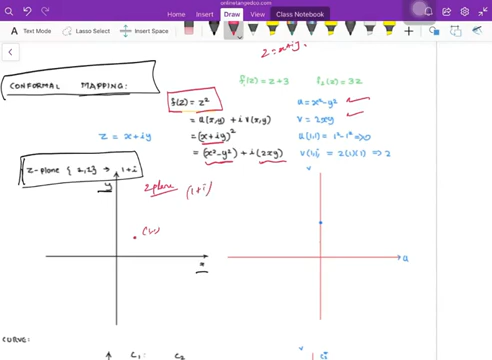 onlinetangedco.com
Insert Draw Class Notebook
Text Mode Lasso Select Insert Space
z = x+iy.
CONFORMAL MAPPING:
f₁(z) = z+3 f₂(z) = 3z
f(z) = z²
= u(x,y) + i v(x,y)
= (x+iy)²
= (x²-y²) + i(2xy)
u = x²-y²
v = 2xy
u(1,1) = 1²-1² => 0
v(1,1) = 2(1)(1) => 2
z = x+iy
z-plane { 1,1} → 1+i
y
z plane (1+i)
x
v
u
CURVE:
C₁: C₂
v